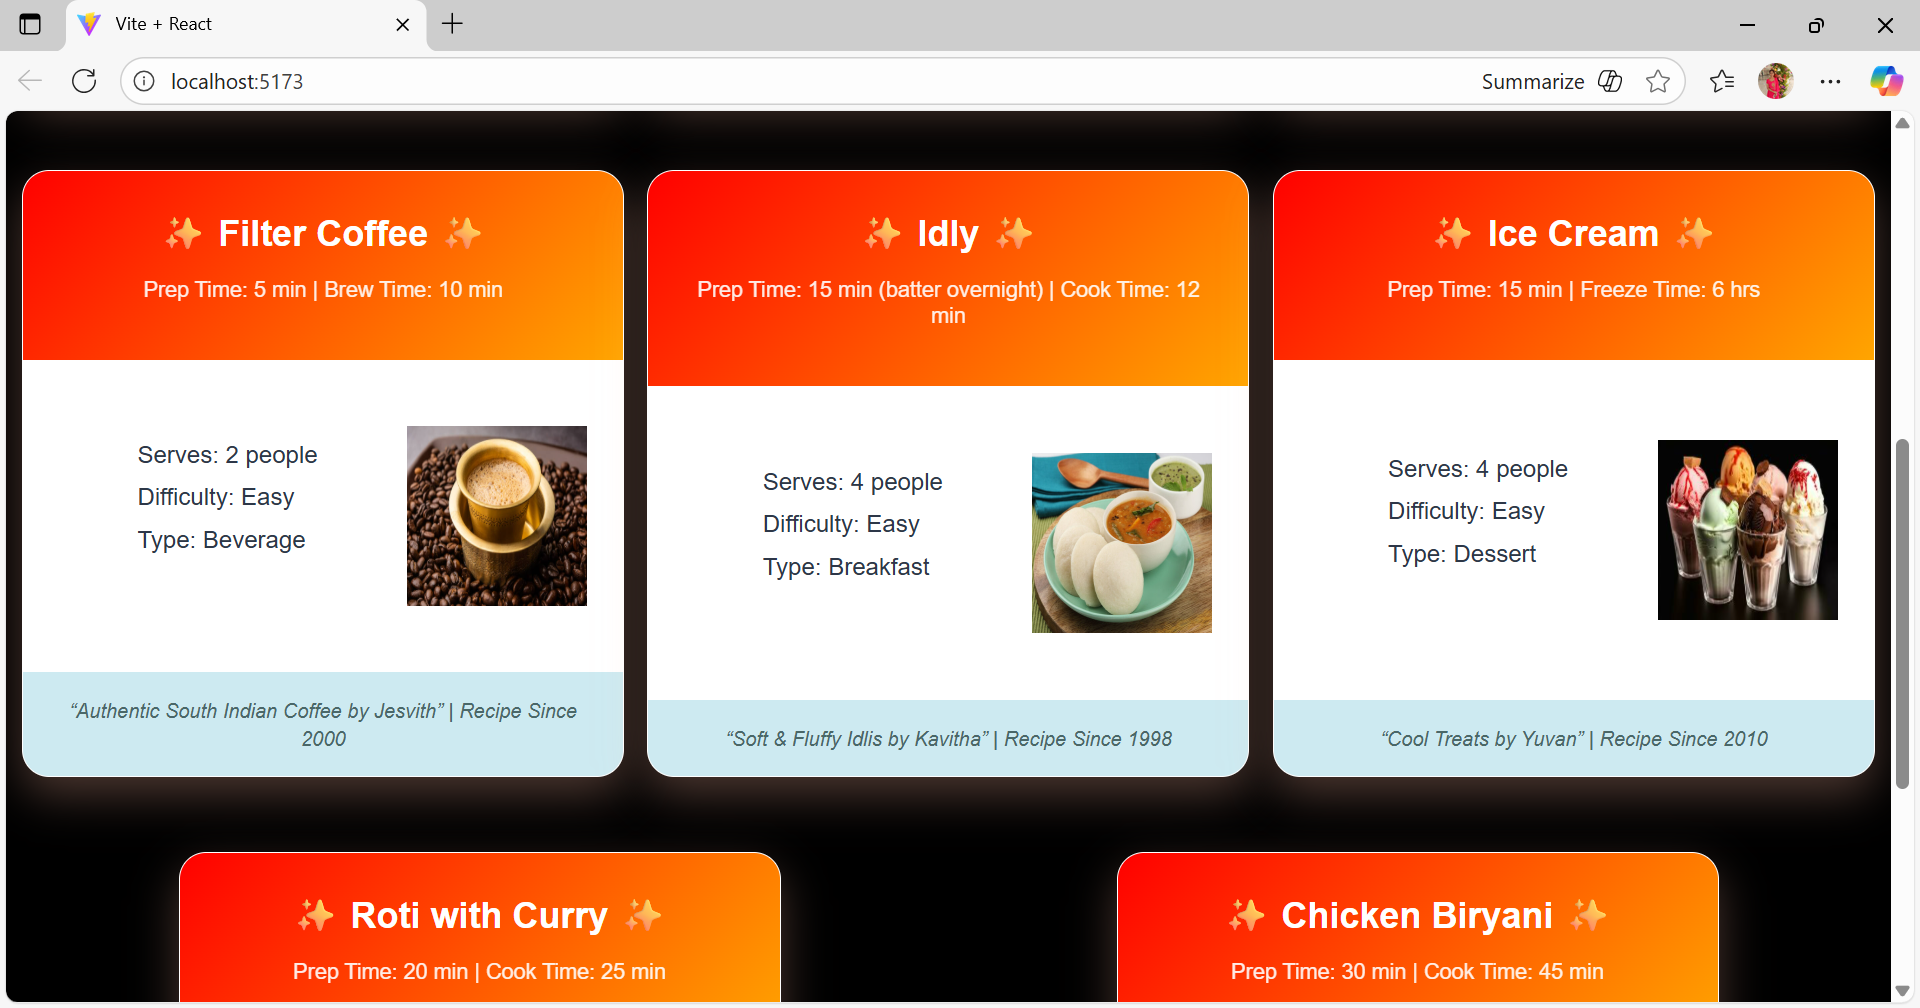 Vite + React
localhost:5173
Summarize
✨ Filter Coffee ✨
Prep Time: 5 min | Brew Time: 10 min
Serves: 2 people
Difficulty: Easy
Type: Beverage
“Authentic South Indian Coffee by Jesvith” | Recipe Since
2000
✨ Idly ✨
Prep Time: 15 min (batter overnight) | Cook Time: 12
min
Serves: 4 people
Difficulty: Easy
Type: Breakfast
“Soft & Fluffy Idlis by Kavitha” | Recipe Since 1998
✨ Ice Cream ✨
Prep Time: 15 min | Freeze Time: 6 hrs
Serves: 4 people
Difficulty: Easy
Type: Dessert
“Cool Treats by Yuvan” | Recipe Since 2010
✨ Roti with Curry ✨
Prep Time: 20 min | Cook Time: 25 min
✨ Chicken Biryani ✨
Prep Time: 30 min | Cook Time: 45 min